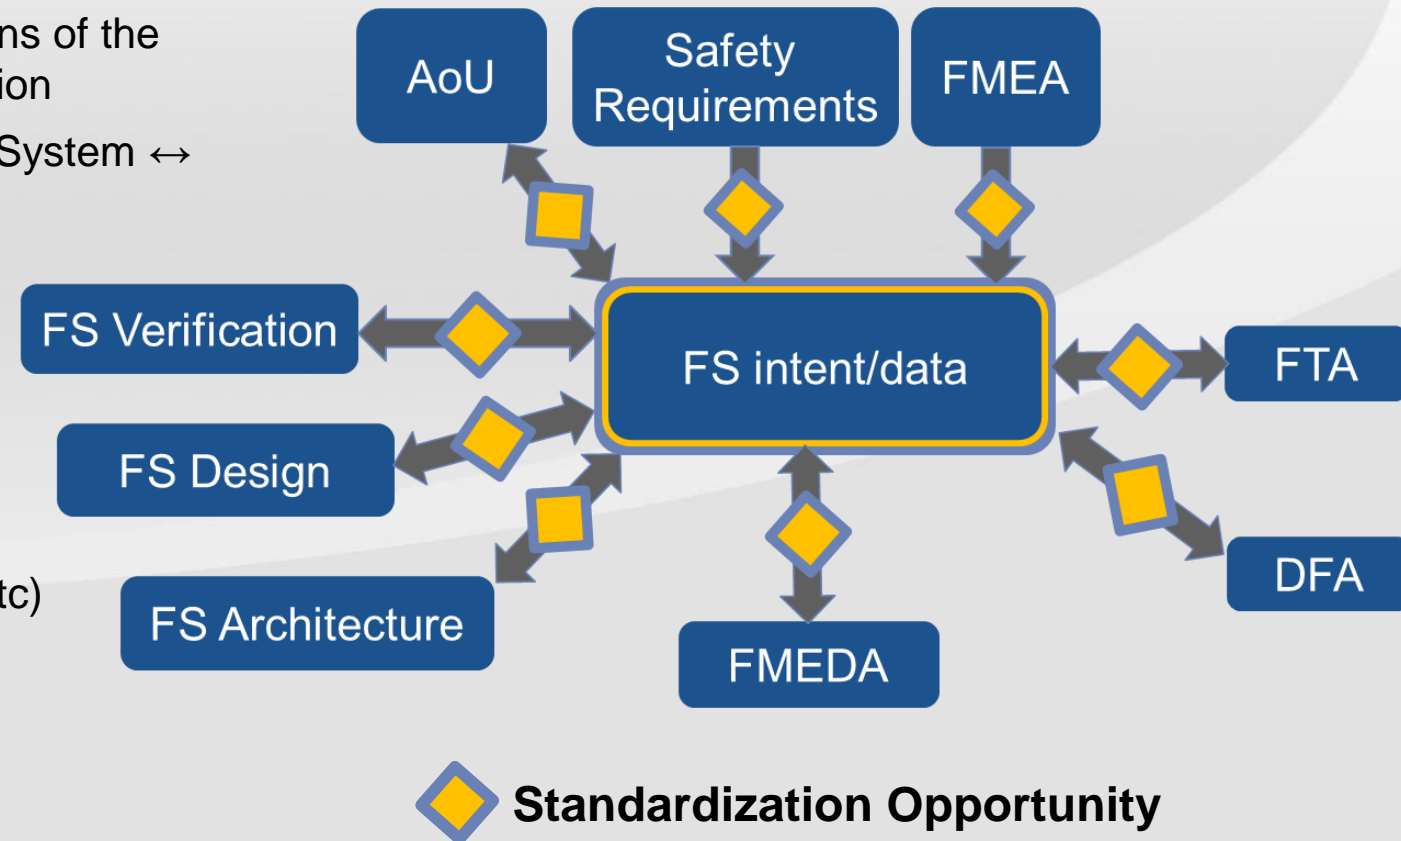 ns of the
ion
System ↔
tc)
AoU
Safety
Requirements
FMEA
FS Verification
FS intent/data
FTA
FS Design
DFA
FS Architecture
FMEDA
Standardization Opportunity